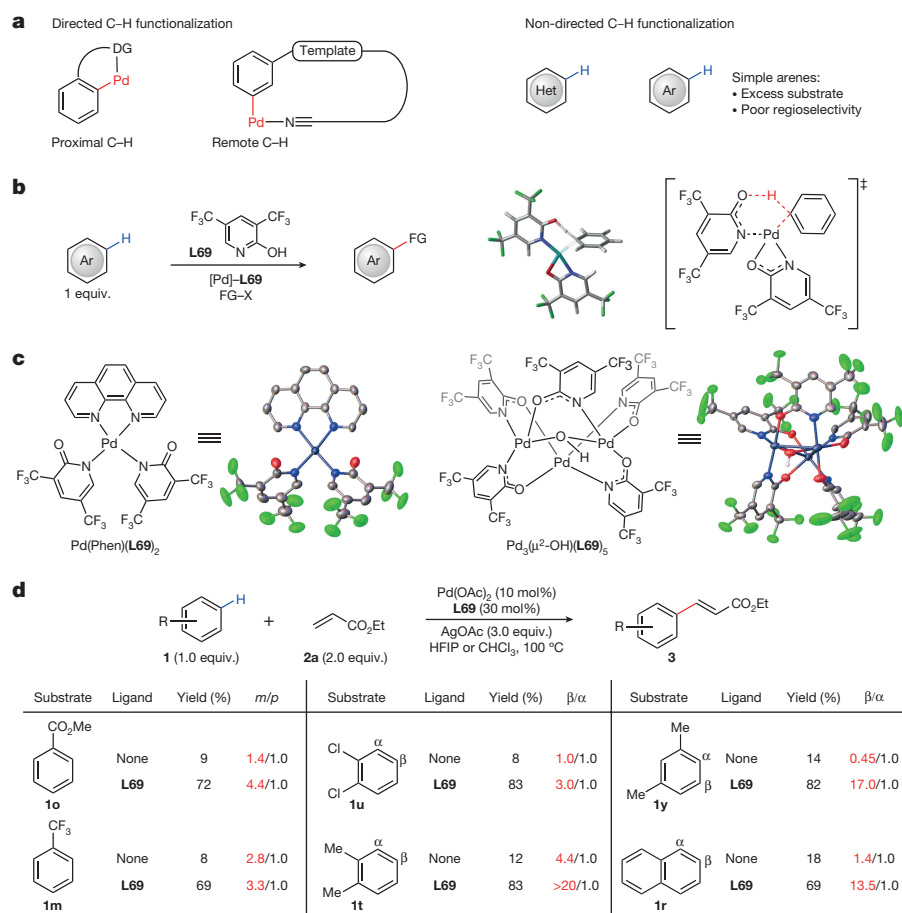 a
Directed C–H functionalization
Non-directed C–H functionalization
DG
Pd
Proximal C–H
Template
Pd
N
Remote C–H
Het
H
Ar
H
Simple arenes:
• Excess substrate
• Poor regioselectivity
b
Ar
H
1 equiv.
F₃C
CF₃
L69
N
OH
[Pd]–L69
FG–X
Ar
FG
‡
CF₃
O
H
N
Pd
CF₃
O
N
CF₃
CF₃
c
N
N
Pd
O
O
N
N
F₃C
CF₃
CF₃
CF₃
Pd(Phen)(L69)₂
F₃C
CF₃
F₃C
CF₃
CF₃
CF₃
N
O
O
N
N
O
Pd
O
Pd
Pd
H
N
O
O
N
F₃C
CF₃
CF₃
CF₃
Pd₃(μ²-OH)(L69)₅
d
R
H
1 (1.0 equiv.)
+
CO₂Et
2a (2.0 equiv.)
Pd(OAc)₂ (10 mol%)
L69 (30 mol%)
AgOAc (3.0 equiv.)
HFIP or CHCl₃, 100 ºC
R
CO₂Et
3
Substrate Ligand Yield (%) m/p
CO₂Me
None 9 1.4/1.0
L69 72 4.4/1.0
1o
CF₃
None 8 2.8/1.0
L69 69 3.3/1.0
1m
Substrate Ligand Yield (%) β/α
Cl
Cl
α
β
None 8 1.0/1.0
L69 83 3.0/1.0
1u
Me
Me
α
β
None 12 4.4/1.0
L69 83 >20/1.0
1t
Substrate Ligand Yield (%) β/α
Me
Me
α
β
None 14 0.45/1.0
L69 82 17.0/1.0
1y
α
β
None 18 1.4/1.0
L69 69 13.5/1.0
1r